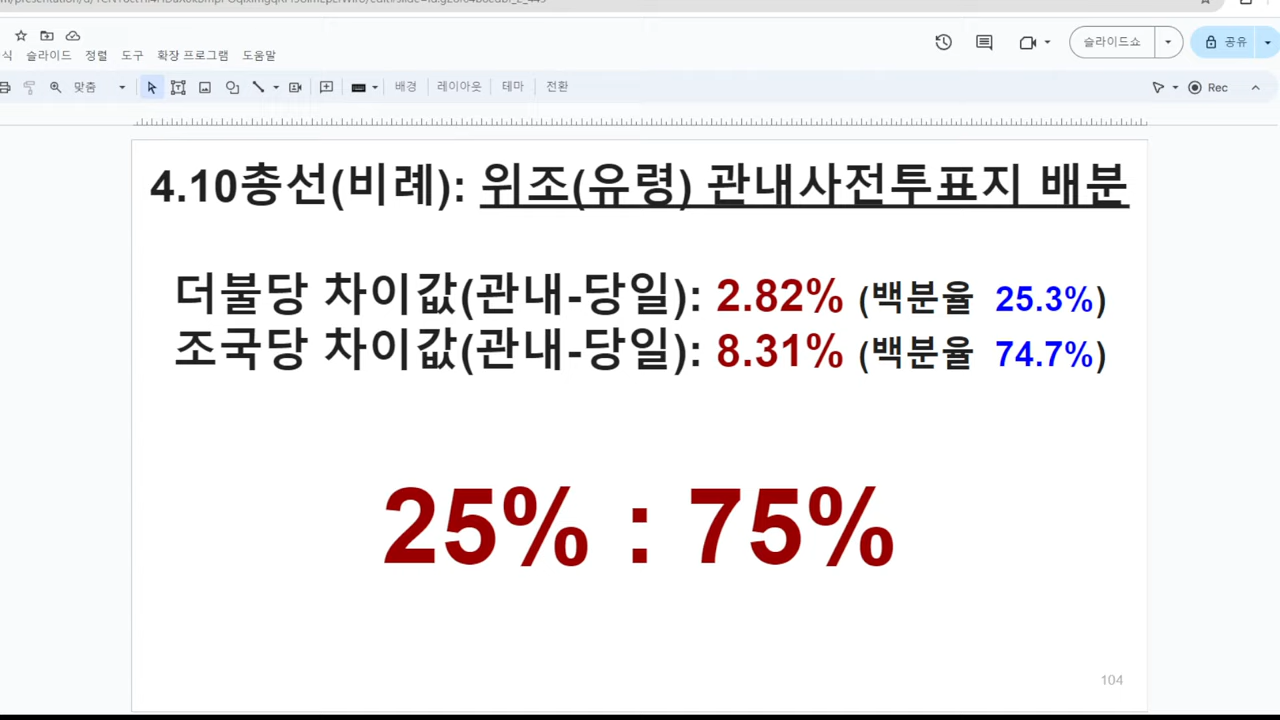 식 슬라이드 정렬 도구 확장 프로그램 도움말
슬라이드쇼
공유
맞춤
배경 레이아웃 테마 전환
Rec
4.10총선(비례): 위조(유령) 관내사전투표지 배분
더불당 차이값(관내-당일): 2.82% (백분율 25.3%)
조국당 차이값(관내-당일): 8.31% (백분율 74.7%)
25% : 75%
104